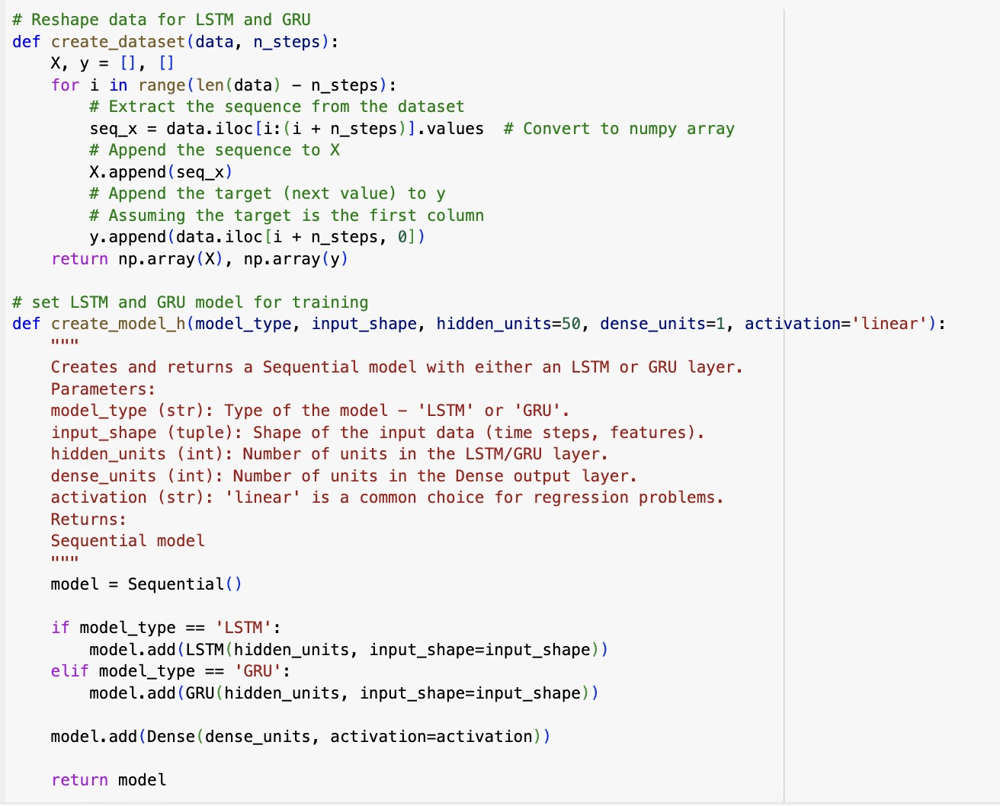 # Reshape data for LSTM and GRU
def create_dataset(data, n_steps):
    X, y = [], []
    for i in range(len(data) − n_steps):
        # Extract the sequence from the dataset
        seq_x = data.iloc[i:(i + n_steps)].values  # Convert to numpy array
        # Append the sequence to X
        X.append(seq_x)
        # Append the target (next value) to y
        # Assuming the target is the first column
        y.append(data.iloc[i + n_steps, 0])
    return np.array(X), np.array(y)

# set LSTM and GRU model for training
def create_model_h(model_type, input_shape, hidden_units=50, dense_units=1, activation='linear'):
    """
    Creates and returns a Sequential model with either an LSTM or GRU layer.
    Parameters:
    model_type (str): Type of the model − 'LSTM' or 'GRU'.
    input_shape (tuple): Shape of the input data (time steps, features).
    hidden_units (int): Number of units in the LSTM/GRU layer.
    dense_units (int): Number of units in the Dense output layer.
    activation (str): 'linear' is a common choice for regression problems.
    Returns:
    Sequential model
    """
    model = Sequential()

    if model_type == 'LSTM':
        model.add(LSTM(hidden_units, input_shape=input_shape))
    elif model_type == 'GRU':
        model.add(GRU(hidden_units, input_shape=input_shape))

    model.add(Dense(dense_units, activation=activation))

    return model